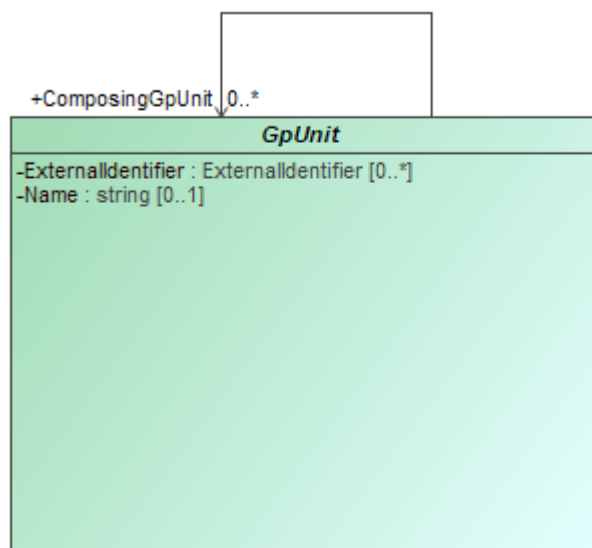 +ComposingGpUnit 0..*
GpUnit
-ExternalIdentifier : ExternalIdentifier [0..*]
-Name : string [0..1]